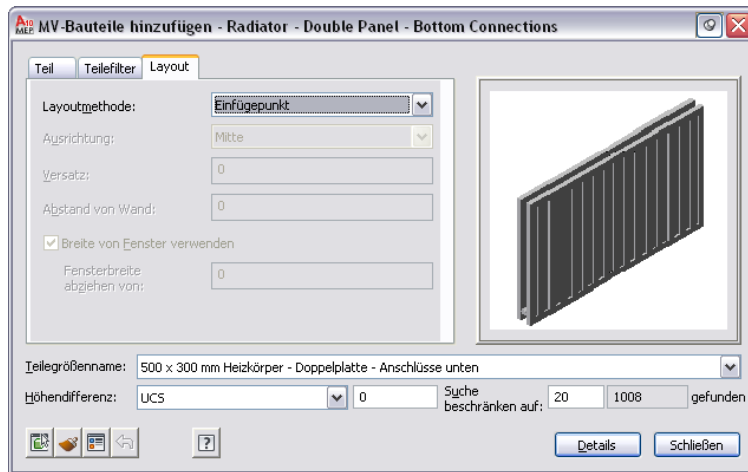 A10 MEP MV-Bauteile hinzufügen - Radiator - Double Panel - Bottom Connections
Teil Teilefilter Layout
Layoutmethode: Einfügepunkt
Ausrichtung: Mitte
Versatz: 0
Abstand von Wand: 0
Breite von Fenster verwenden
Fensterbreite abziehen von: 0
Teilegrößenname: 500 x 300 mm Heizkörper - Doppelplatte - Anschlüsse unten
Höhendifferenz: UCS 0 Suche beschränken auf: 20 1008 gefunden
? Details Schließen